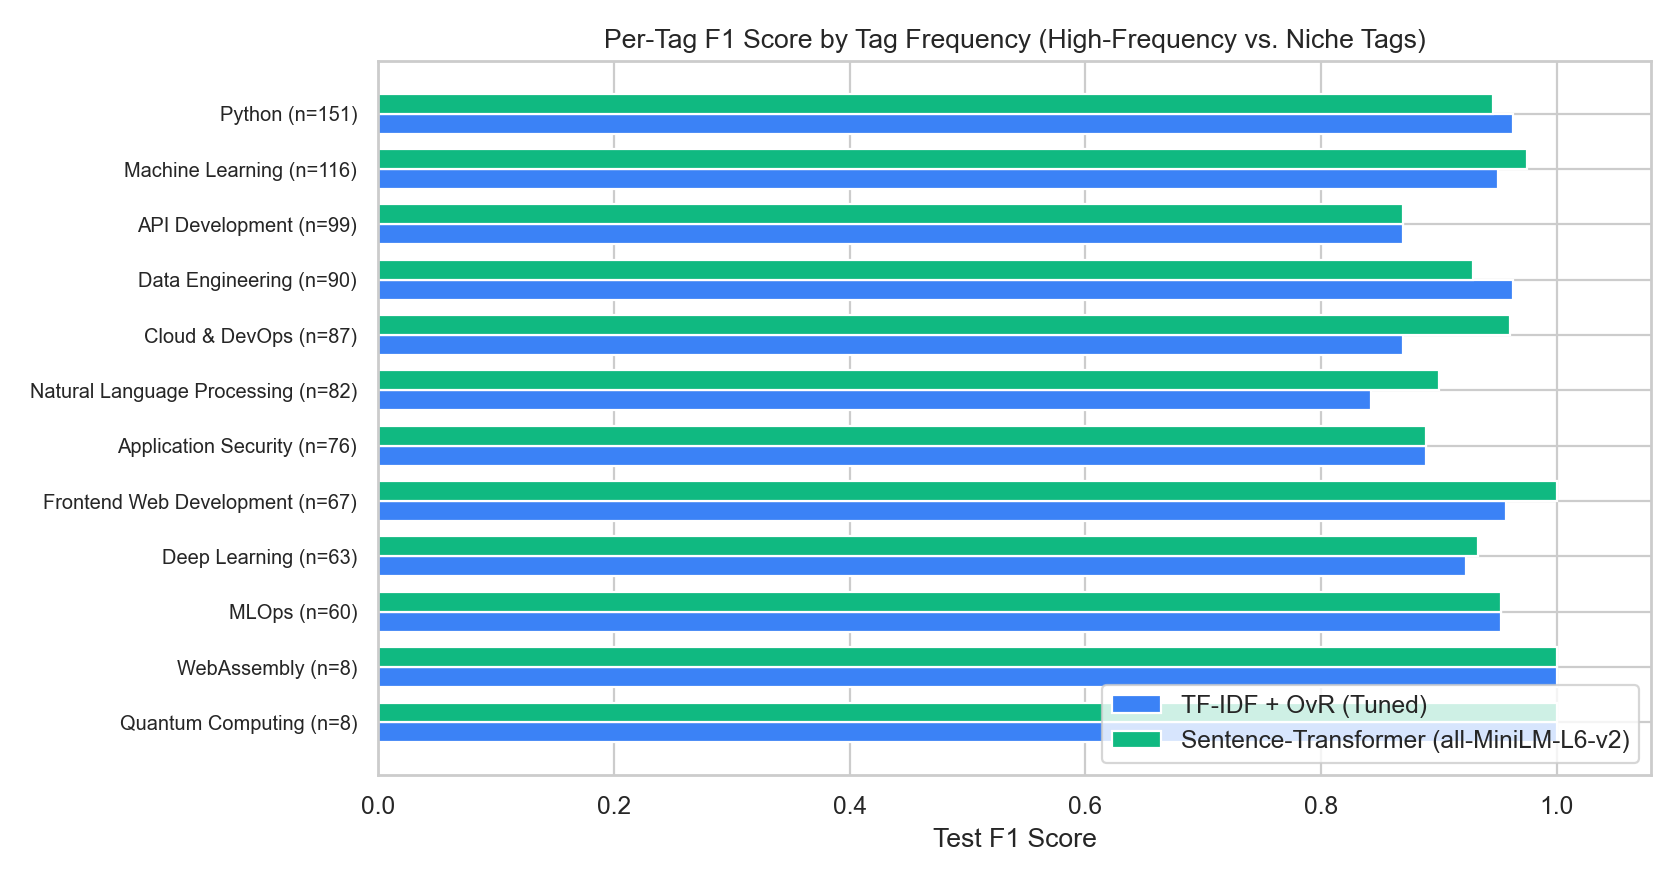 Per-Tag F1 Score by Tag Frequency (High-Frequency vs. Niche Tags)
Python (n=151)
Machine Learning (n=116)
API Development (n=99)
Data Engineering (n=90)
Cloud & DevOps (n=87)
Natural Language Processing (n=82)
Application Security (n=76)
Frontend Web Development (n=67)
Deep Learning (n=63)
MLOps (n=60)
WebAssembly (n=8)
Quantum Computing (n=8)
TF-IDF + OvR (Tuned)
Sentence-Transformer (all-MiniLM-L6-v2)
0.0 0.2 0.4 0.6 0.8 1.0
Test F1 Score